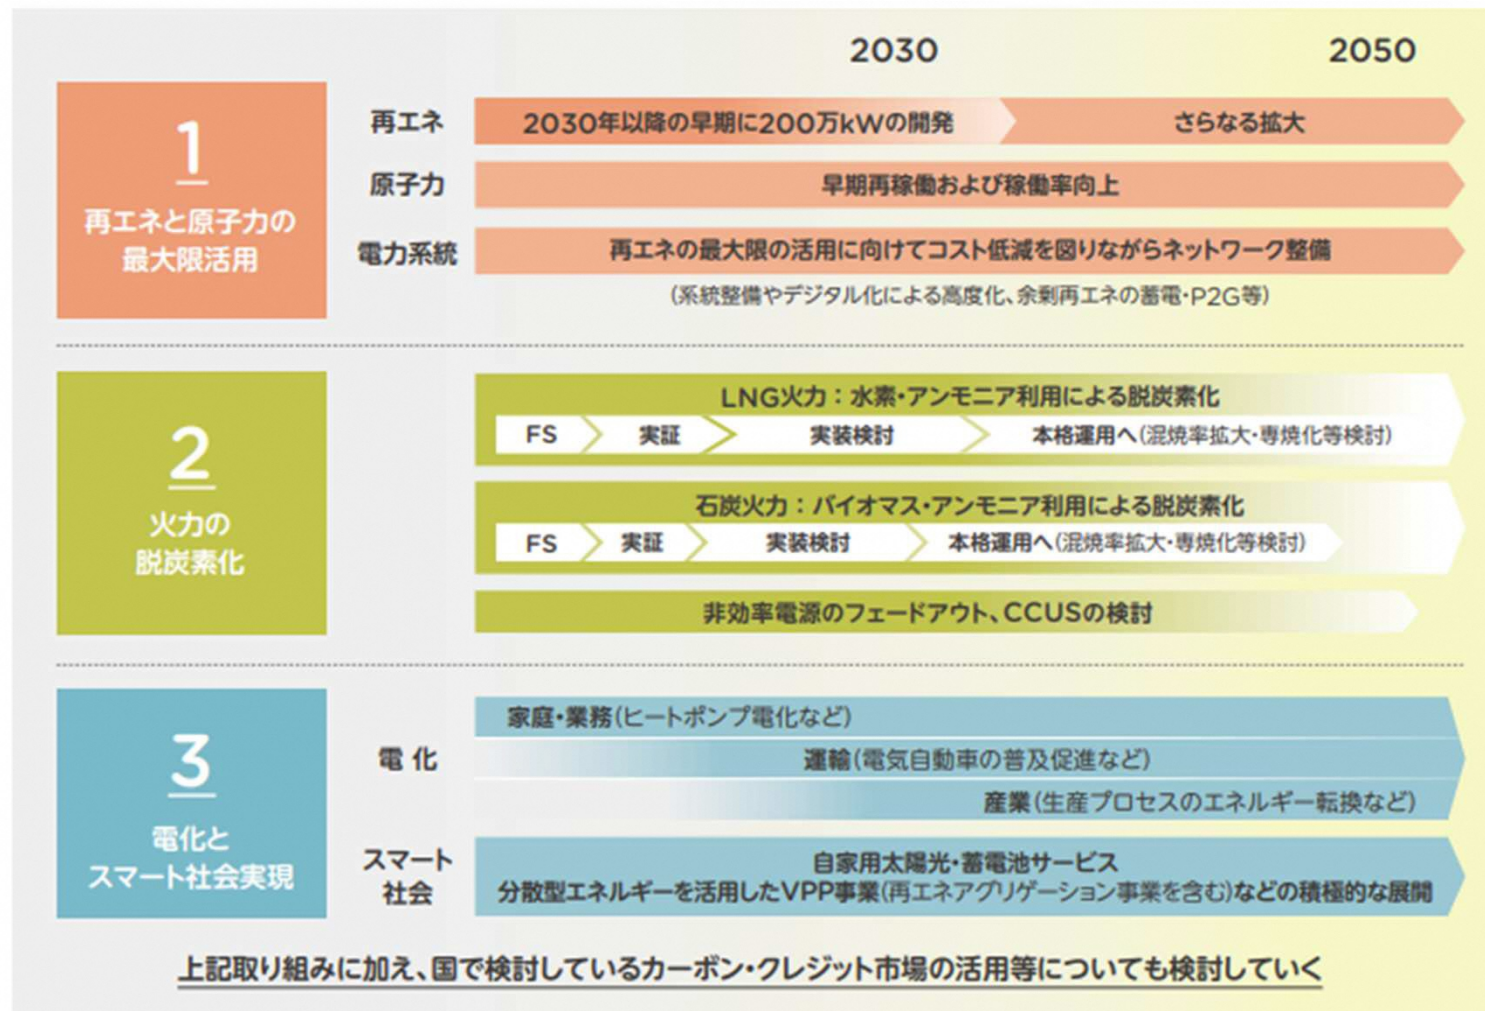 2030
2050
1
再エネと原子力の
最大限活用
再エネ
2030年以降の早期に200万kWの開発
さらなる拡大
原子力
早期再稼働および稼働率向上
電力系統
再エネの最大限の活用に向けてコスト低減を図りながらネットワーク整備
(系統整備やデジタル化による高度化、余剰再エネの蓄電・P2G等)
2
火力の
脱炭素化
LNG火力：水素・アンモニア利用による脱炭素化
FS
実証
実装検討
本格運用へ(混焼率拡大・専焼化等検討)
石炭火力：バイオマス・アンモニア利用による脱炭素化
FS
実証
実装検討
本格運用へ(混焼率拡大・専焼化等検討)
非効率電源のフェードアウト、CCUSの検討
3
電化と
スマート社会実現
電化
家庭・業務(ヒートポンプ電化など)
運輸(電気自動車の普及促進など)
産業(生産プロセスのエネルギー転換など)
スマート
社会
自家用太陽光・蓄電池サービス
分散型エネルギーを活用したVPP事業(再エネアグリゲーション事業を含む)などの積極的な展開
上記取り組みに加え、国で検討しているカーボン・クレジット市場の活用等についても検討していく